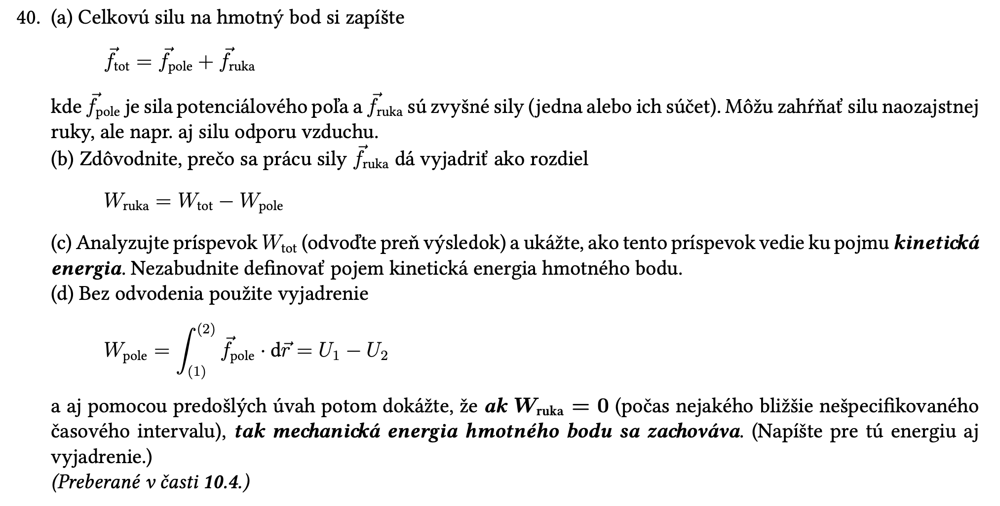 40. (a) Celkovú silu na hmotný bod si zapíšte
$\vec{f}_{\text{tot}} = \vec{f}_{\text{pole}} + \vec{f}_{\text{ruka}}$
kde $\vec{f}_{\text{pole}}$ je sila potenciálového poľa a $\vec{f}_{\text{ruka}}$ sú zvyšné sily (jedna alebo ich súčet). Môžu zahŕňať silu naozajstnej
ruky, ale napr. aj silu odporu vzduchu.
(b) Zdôvodnite, prečo sa prácu sily $\vec{f}_{\text{ruka}}$ dá vyjadriť ako rozdiel
$W_{\text{ruka}} = W_{\text{tot}} - W_{\text{pole}}$
(c) Analyzujte príspevok $W_{\text{tot}}$ (odvoďte preň výsledok) a ukážte, ako tento príspevok vedie ku pojmu kinetická
energia. Nezabudnite definovať pojem kinetická energia hmotného bodu.
(d) Bez odvodenia použite vyjadrenie
$W_{\text{pole}} = \int_{(1)}^{(2)} \vec{f}_{\text{pole}} \cdot \mathrm{d}\vec{r} = U_1 - U_2$
a aj pomocou predošlých úvah potom dokážte, že ak $W_{\text{ruka}} = 0$ (počas nejakého bližšie nešpecifikovaného
časového intervalu), tak mechanická energia hmotného bodu sa zachováva. (Napíšte pre tú energiu aj
vyjadrenie.)
(Preberané v časti 10.4.)